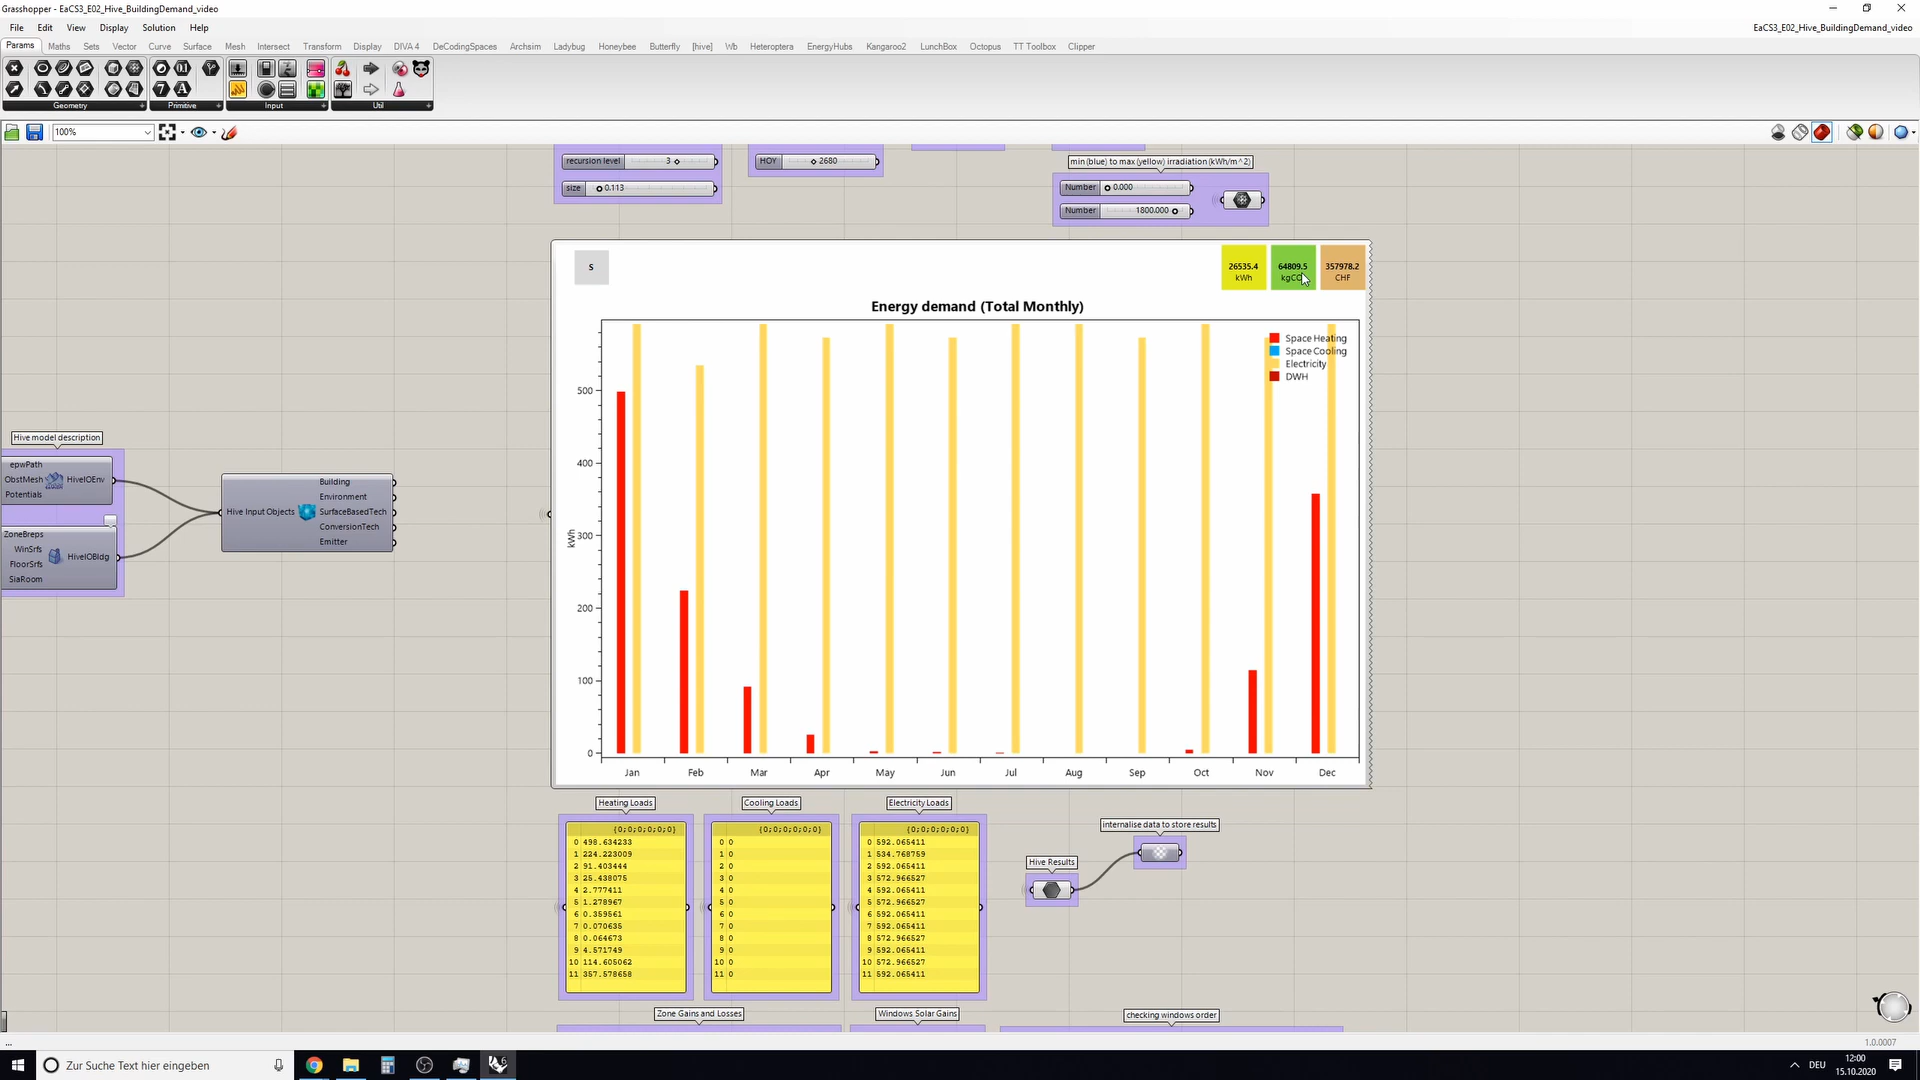 Grasshopper - EaCS3_E02_Hive_BuildingDemand_video
File Edit View Display Solution Help
EaCS3_E02_Hive_BuildingDemand_video
Params Maths Sets Vector Curve Surface Mesh Intersect Transform Display DIVA 4 DeCodingSpaces Archsim Ladybug Honeybee Butterfly [hive] Wb Heteroptera EnergyHubs Kangaroo2 LunchBox Octopus TT Toolbox Clipper
Geometry Primitive Input Util
100%
recursion level 3
HOY 2680
min (blue) to max (yellow) irradiation (kWh/m^2)
size 0.113
Number 0.000
Number 1800.000
S
26535.4
kWh
64809.5
357978.2
CHF
Energy demand (Total Monthly)
Space Heating
Space Cooling
Electricity
DWH
500
400
300
200
100
0
kWh
Jan Feb Mar Apr May Jun Jul Aug Sep Oct Nov Dec
Hive model description
epwPath
ObstMesh HiveIOEnv
Potentials
ZoneBreps
WinSrfs
FloorSrfs HiveIOBldg
SiaRoom
Hive Input Objects
Building
Environment
SurfaceBasedTech
ConversionTech
Emitter
Heating Loads
{0;0;0;0;0;0}
0 498.634233
1 224.223009
2 91.403444
3 25.438075
4 2.777411
5 1.278967
6 0.359561
7 0.070635
8 0.064673
9 4.571749
10 114.605062
11 357.578658
Cooling Loads
{0;0;0;0;0;0}
0 0
1 0
2 0
3 0
4 0
5 0
6 0
7 0
8 0
9 0
10 0
11 0
Electricity Loads
{0;0;0;0;0;0}
0 592.065411
1 534.768759
2 592.065411
3 572.966527
4 592.065411
5 572.966527
6 592.065411
7 592.065411
8 572.966527
9 592.065411
10 572.966527
11 592.065411
internalise data to store results
Hive Results
Zone Gains and Losses
Windows Solar Gains
checking windows order
...
1.0.0007
Zur Suche Text hier eingeben
DEU
12:00
15.10.2020